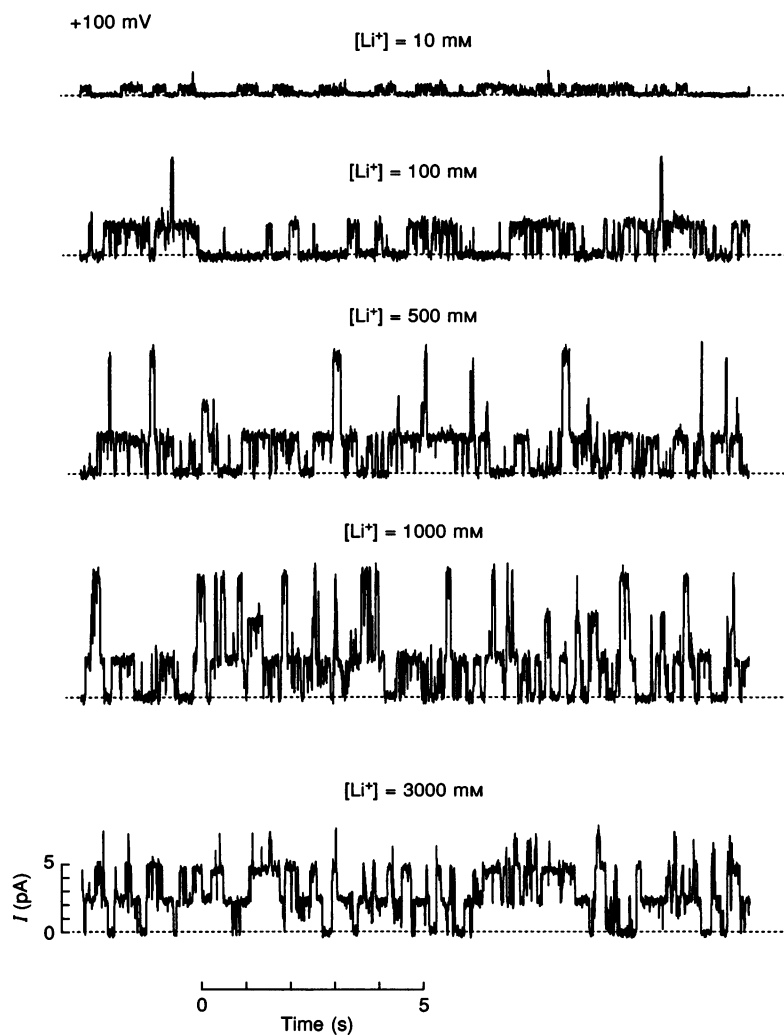 +100 mV
[Li⁺] = 10 mM
[Li⁺] = 100 mM
[Li⁺] = 500 mM
[Li⁺] = 1000 mM
[Li⁺] = 3000 mM
5
I (pA)
0
0 5
Time (s)